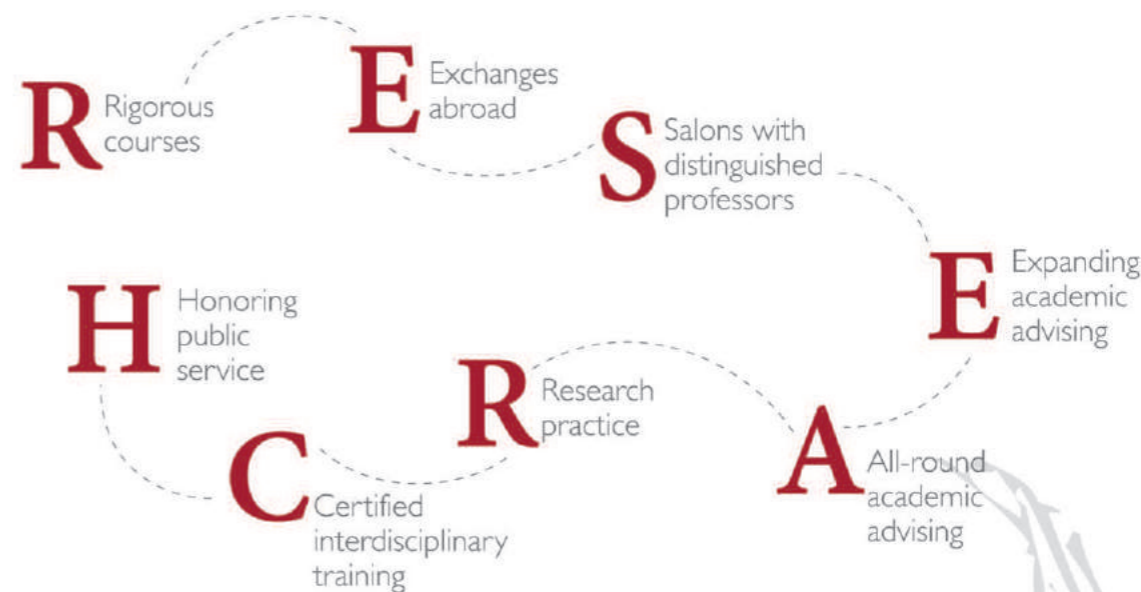 R Rigorous
courses
E Exchanges
abroad
S Salons with
distinguished
professors
E Expanding
academic
advising
A All-round
academic
advising
R Research
practice
C Certified
interdisciplinary
training
H Honoring
public
service